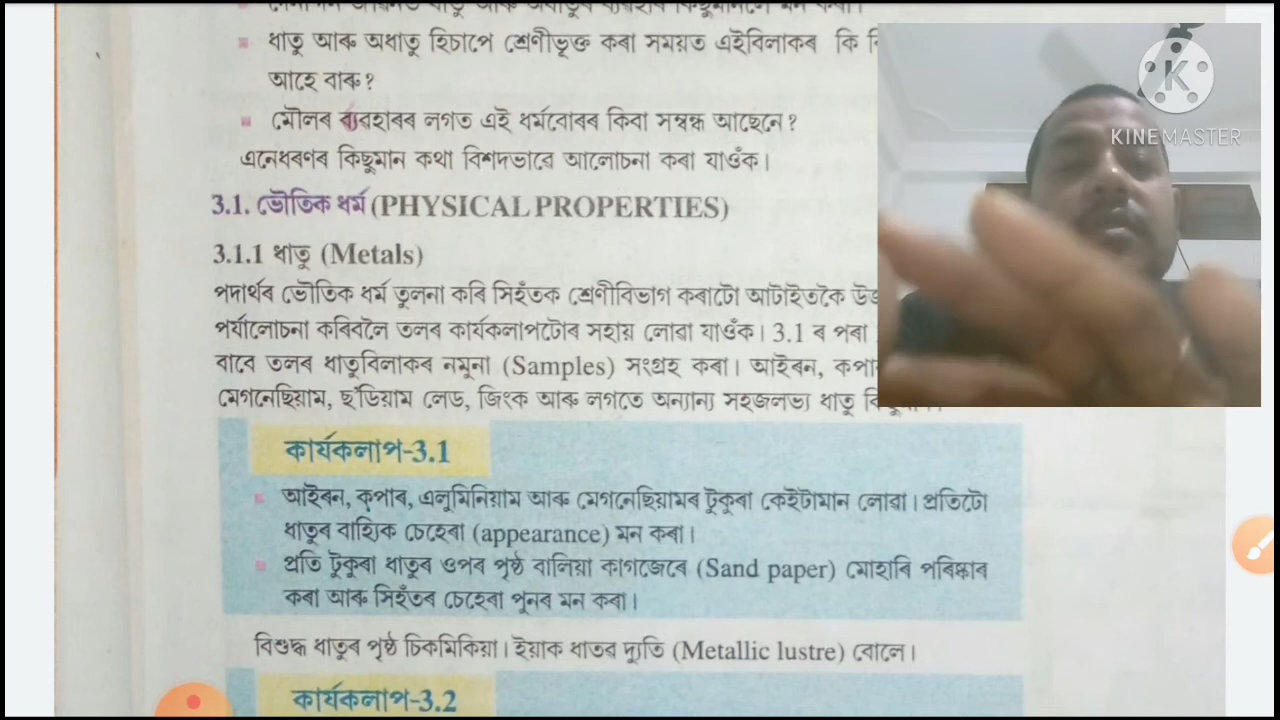 ধাতু আৰু অধাতু হিচাপে শ্ৰেণীভূক্ত কৰা সময়ত এইবিলাকৰ কি
আহে বাৰু?
মৌলৰ ব্যৱহাৰৰ লগত এই ধৰ্মবোৰৰ কিবা সম্বন্ধ আছেনে?
এনেধৰণৰ কিছুমান কথা বিশদভাৱে আলোচনা কৰা যাওঁক।
3.1. ভৌতিক ধৰ্ম (PHYSICAL PROPERTIES)
3.1.1 ধাতু (Metals)
পদাৰ্থৰ ভৌতিক ধৰ্ম তুলনা কৰি সিহঁতক শ্ৰেণীবিভাগ কৰাটো আটাইতকৈ
পৰ্যালোচনা কৰিবলৈ তলৰ কাৰ্যকলাপটোৰ সহায় লোৱা যাওঁক। 3.1 ৰ পৰা
বাবে তলৰ ধাতুবিলাকৰ নমূনা (Samples) সংগ্ৰহ কৰা। আইৰন,
মেগনেছিয়াম, ছ'ডিয়াম লেড, জিংক আৰু লগতে অন্যান্য সহজলভ্য ধাতু
কাৰ্যকলাপ-3.1
আইৰন, কপাৰ, এলুমিনিয়াম আৰু মেগনেছিয়ামৰ টুকুৰা কেইটামান লোৱা। প্ৰতিটো
ধাতুৰ বাহ্যিক চেহেৰা (appearance) মন কৰা।
প্ৰতি টুকুৰা ধাতুৰ ওপৰ পৃষ্ঠ বালিয়া কাগজেৰে (Sand paper) মোহাৰি পৰিষ্কাৰ
কৰা আৰু সিহঁতৰ চেহেৰা পুনৰ মন কৰা।
বিশুদ্ধ ধাতুৰ পৃষ্ঠ চিকমিকিয়া। ইয়াক ধাতৱ দ্যুতি (Metallic lustre) বোলে।
কাৰ্যকলাপ-3.2
KINEMASTER